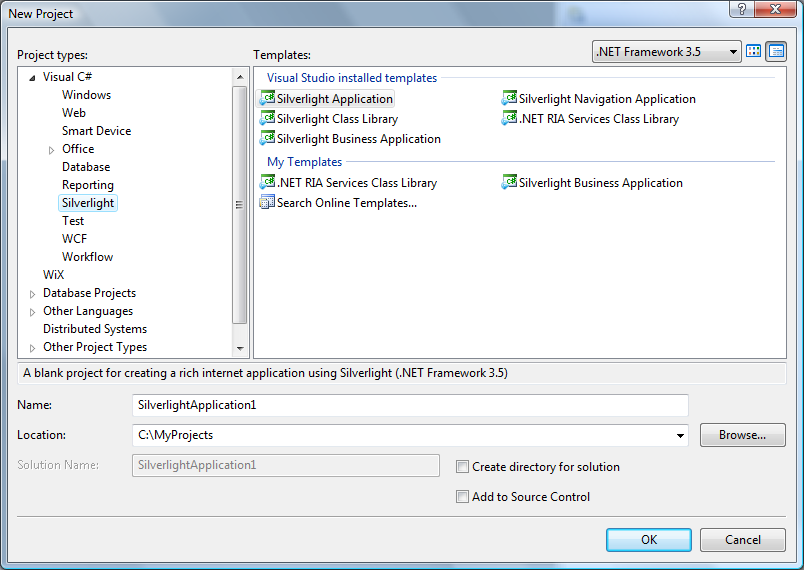 New Project
Project types:
Templates:
.NET Framework 3.5
Visual C#
Windows
Web
Smart Device
Office
Database
Reporting
Silverlight
Test
WCF
Workflow
WiX
Database Projects
Other Languages
Distributed Systems
Other Project Types
Visual Studio installed templates
Silverlight Application
Silverlight Navigation Application
Silverlight Class Library
.NET RIA Services Class Library
Silverlight Business Application
My Templates
.NET RIA Services Class Library
Silverlight Business Application
Search Online Templates...
A blank project for creating a rich internet application using Silverlight (.NET Framework 3.5)
Name:
SilverlightApplication1
Location:
C:\MyProjects
Browse...
Solution Name:
SilverlightApplication1
Create directory for solution
Add to Source Control
OK
Cancel